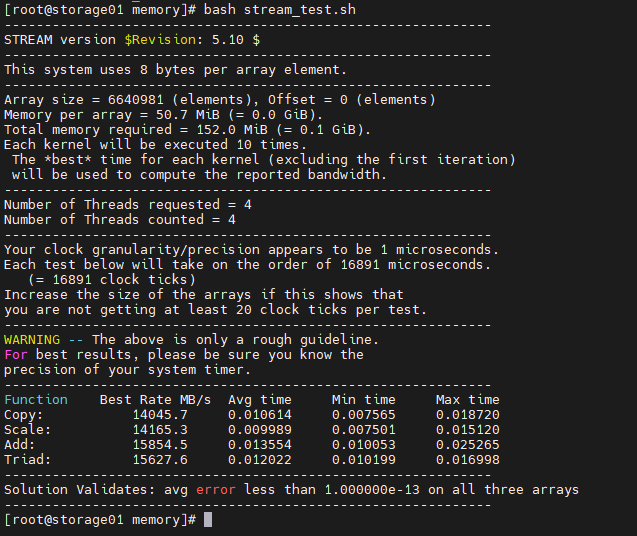 [root@storage01 memory]# bash stream_test.sh
-------------------------------------------------------------
STREAM version $Revision: 5.10 $
-------------------------------------------------------------
This system uses 8 bytes per array element.
-------------------------------------------------------------
Array size = 6640981 (elements), Offset = 0 (elements)
Memory per array = 50.7 MiB (= 0.0 GiB).
Total memory required = 152.0 MiB (= 0.1 GiB).
Each kernel will be executed 10 times.
 The *best* time for each kernel (excluding the first iteration)
 will be used to compute the reported bandwidth.
-------------------------------------------------------------
Number of Threads requested = 4
Number of Threads counted = 4
-------------------------------------------------------------
Your clock granularity/precision appears to be 1 microseconds.
Each test below will take on the order of 16891 microseconds.
   (= 16891 clock ticks)
Increase the size of the arrays if this shows that
you are not getting at least 20 clock ticks per test.
-------------------------------------------------------------
WARNING -- The above is only a rough guideline.
For best results, please be sure you know the
precision of your system timer.
-------------------------------------------------------------
Function    Best Rate MB/s  Avg time     Min time     Max time
Copy:           14045.7     0.010614     0.007565     0.018720
Scale:          14165.3     0.009989     0.007501     0.015120
Add:            15854.5     0.013554     0.010053     0.025265
Triad:          15627.6     0.012022     0.010199     0.016998
-------------------------------------------------------------
Solution Validates: avg error less than 1.000000e-13 on all three arrays
-------------------------------------------------------------
[root@storage01 memory]#